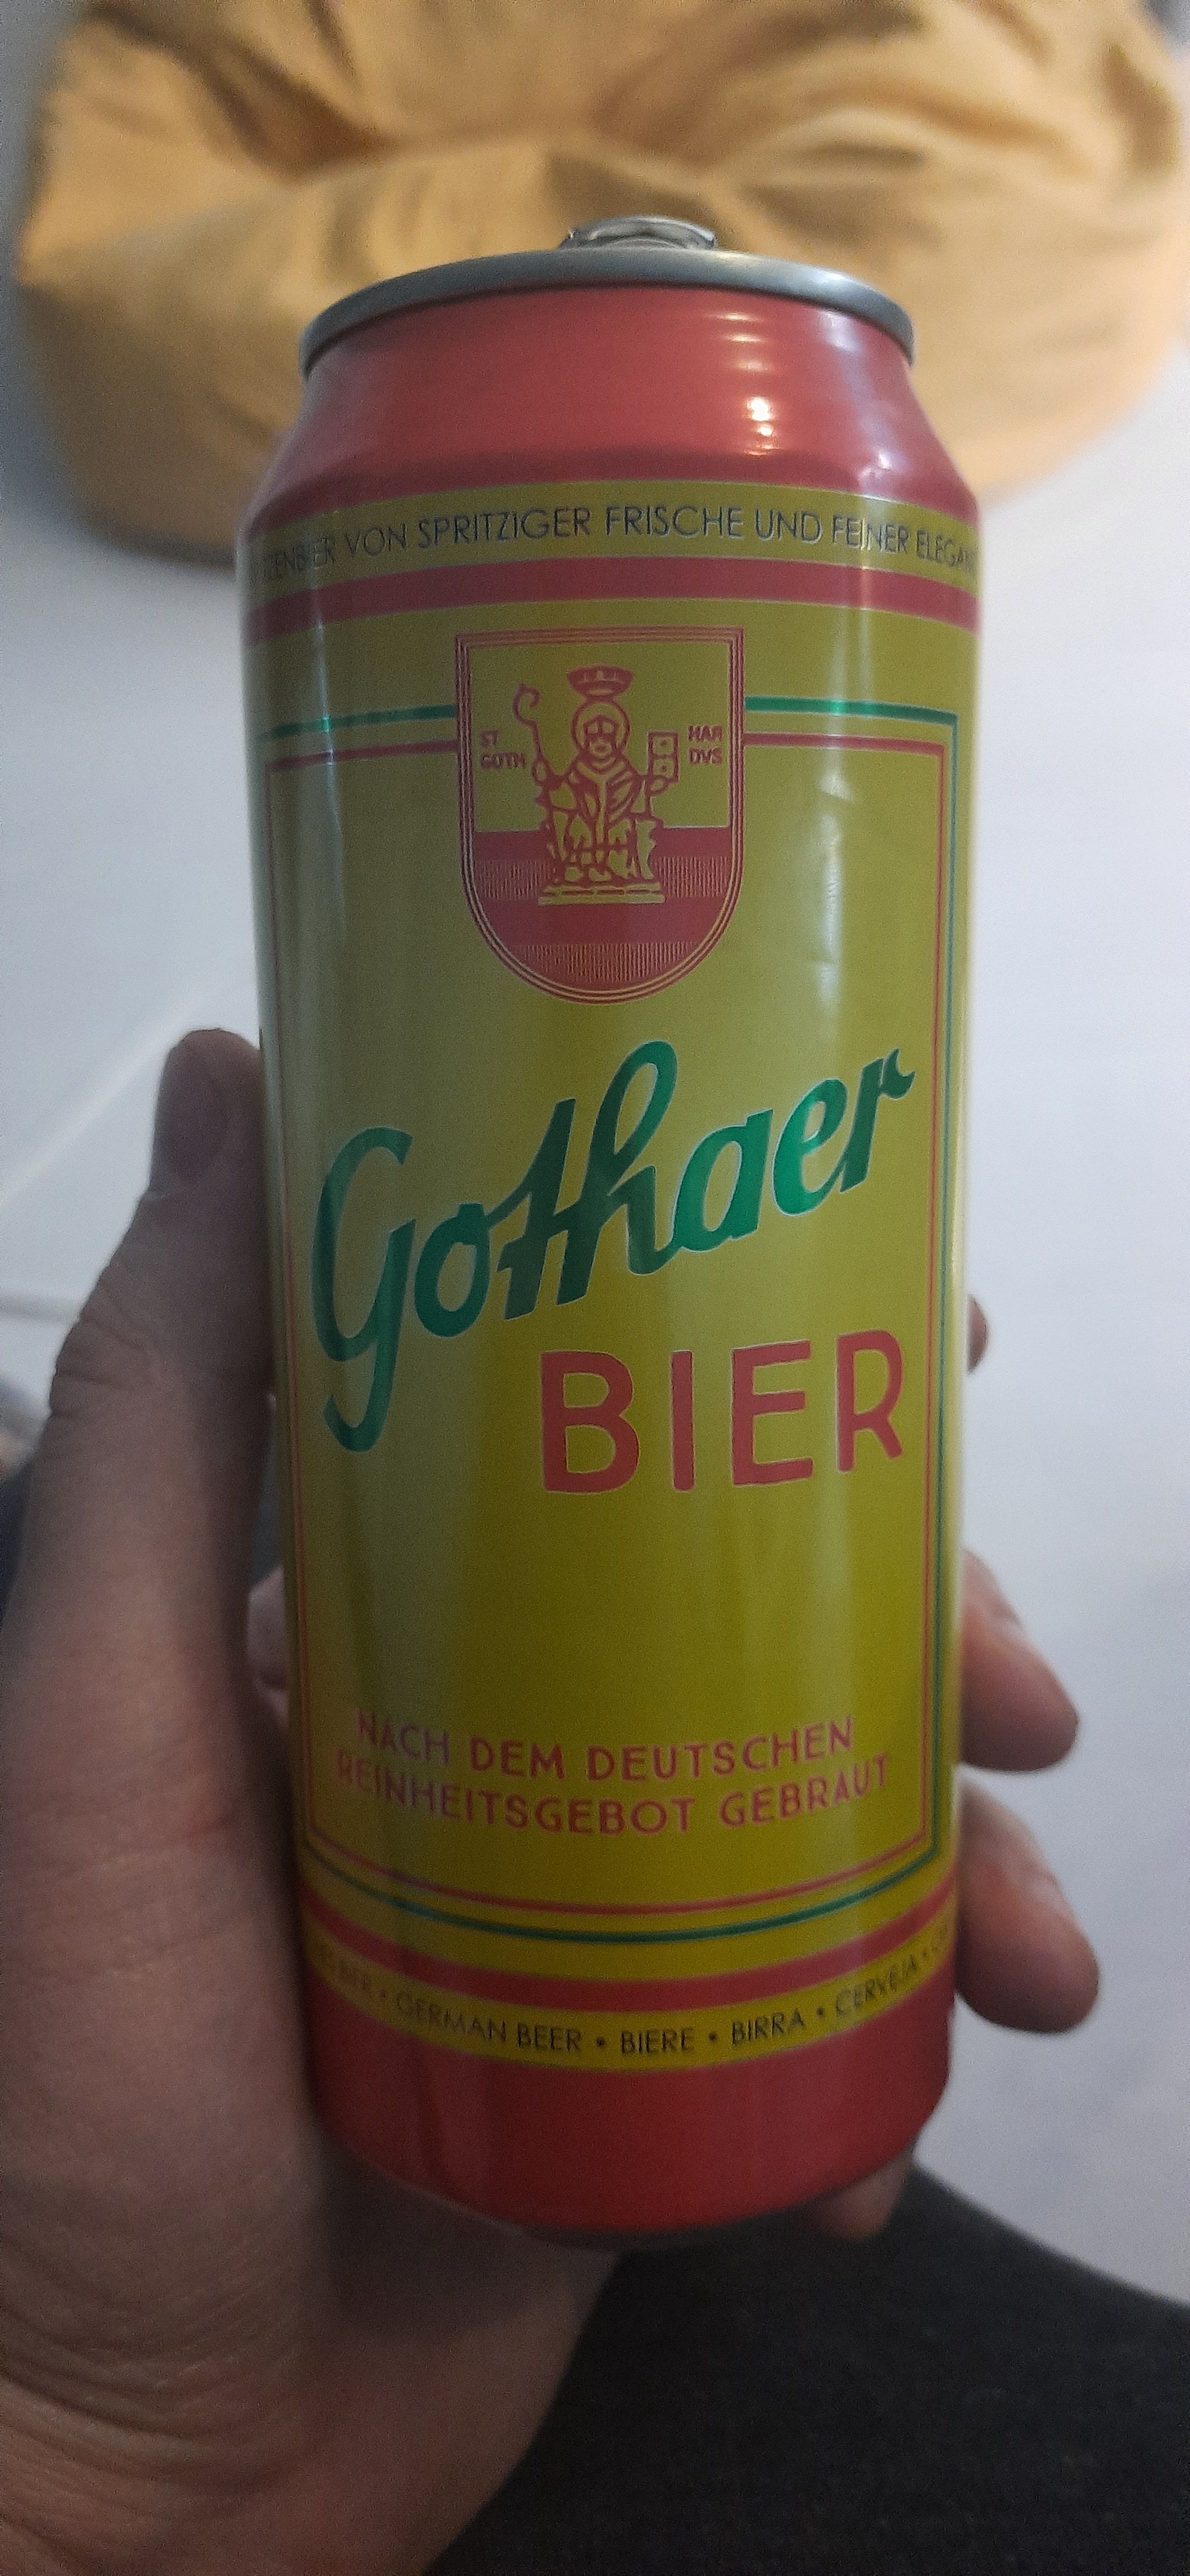 VON SPRITZIGER FRISCHE UND FEINER
ST HAR
GOTH DVS
Gothaer
BIER
NACH DEM DEUTSCHEN
REINHEITSGEBOT GEBRAUT
• GERMAN BEER • BIERE • BIRRA • CERVEJA •